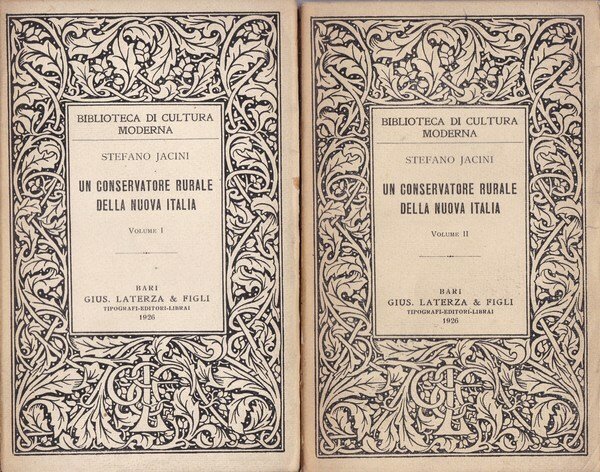 BIBLIOTECA DI CULTURA
MODERNA
STEFANO JACINI
UN CONSERVATORE RURALE
DELLA NUOVA ITALIA
VOLUME I
BARI
GIUS. LATERZA & FIGLI
TIPOGRAFI-EDITORI-LIBRAI
1926
BIBLIOTECA DI CULTURA
MODERNA
STEFANO JACINI
UN CONSERVATORE RURALE
DELLA NUOVA ITALIA
VOLUME II
BARI
GIUS. LATERZA & FIGLI
TIPOGRAFI-EDITORI-LIBRAI
1926